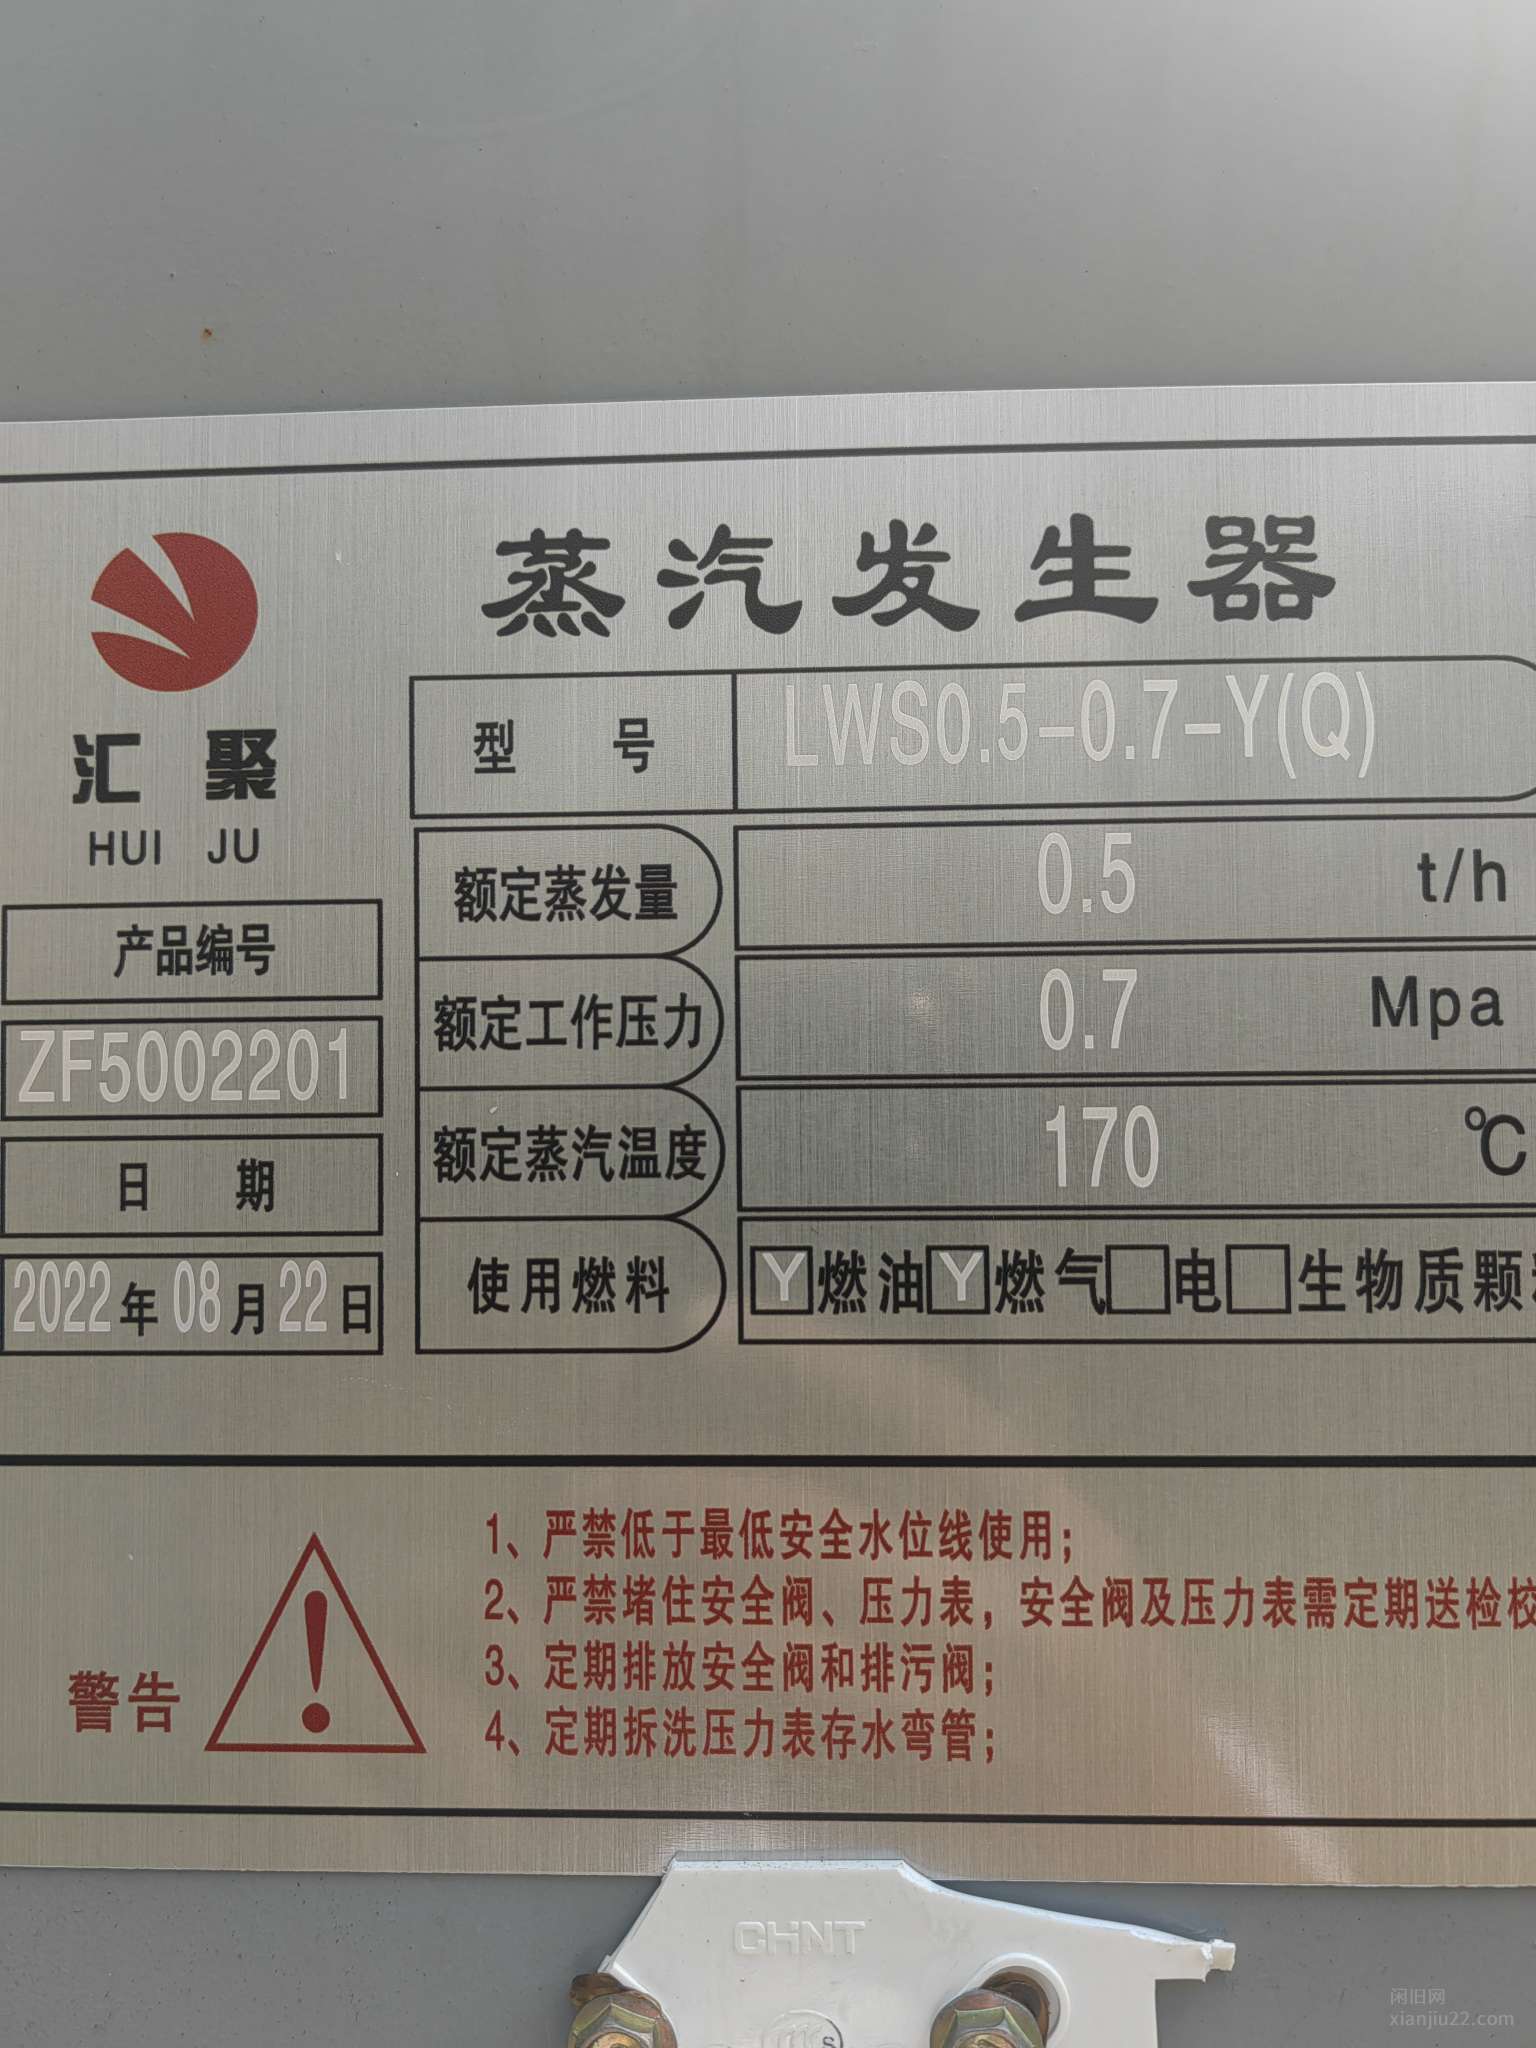 蒸汽发生器
汇聚
HUI JU
型号 LWS0.5-0.7-Y(Q)
额定蒸发量 0.5 t/h
产品编号
额定工作压力 0.7 Mpa
ZF5002201
额定蒸汽温度 170 ℃
日期
使用燃料 Y燃油Y燃气□电□生物质颗
2022年08月22日
警告
1、严禁低于最低安全水位线使用；
2、严禁堵住安全阀、压力表，安全阀及压力表需定期送检校
3、定期排放安全阀和排污阀；
4、定期拆洗压力表存水弯管；
CHNT
S
闲旧网
xianjiu22.com